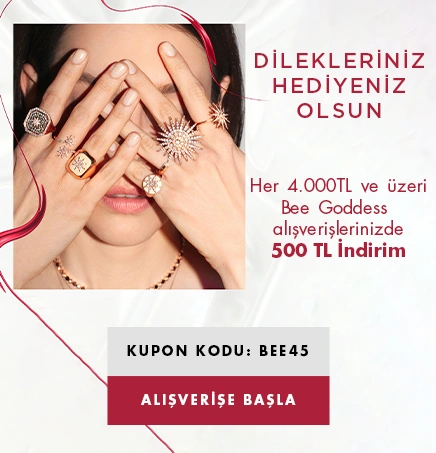 DİLEKLERİNİZ
HEDİYENİZ
OLSUN
Her 4.000TL ve üzeri
Bee Goddess
alışverişlerinizde
500 TL İndirim
KUPON KODU: BEE45
ALIŞVERİŞE BAŞLA